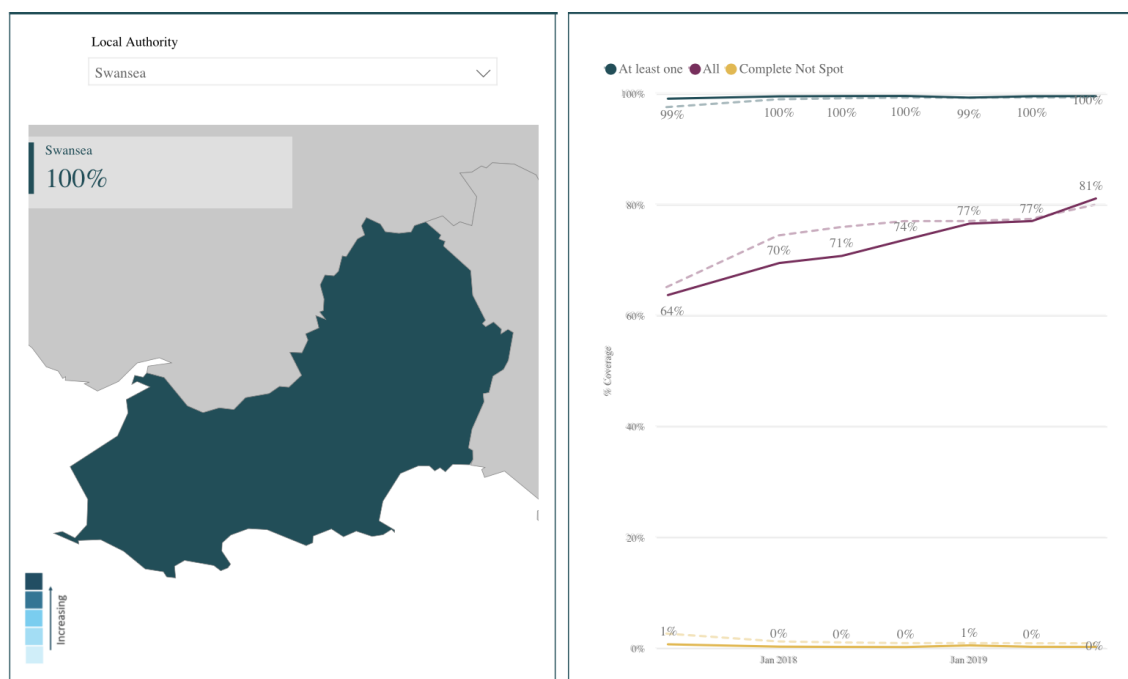 Local Authority
Swansea
Swansea
100%
Increasing
At least one All Complete Not Spot
100%
99% 100% 100% 100% 99% 100% 100%
81%
80%
77% 77%
74%
71%
70%
64%
60%
% Coverage
40%
20%
1% 0% 0% 0% 1% 0% 0%
0%
Jan 2018 Jan 2019